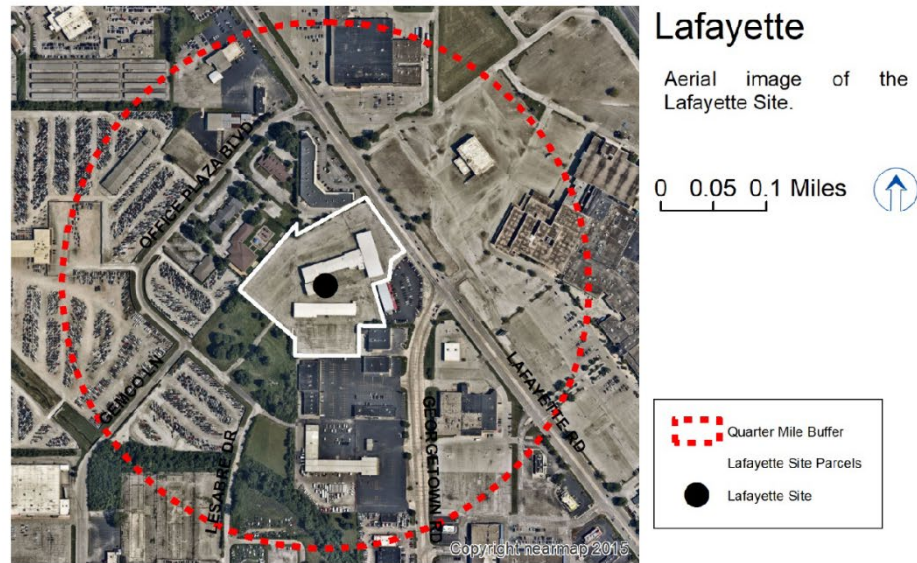 Lafayette
Aerial image of the
Lafayette Site.
0 0.05 0.1 Miles
OFFICE PLAZA BLVD
GEMCO LN
LESABRE DR
GEORGETOWN RD
LAFAYETTE RD
Copyright nearmap 2015
Quarter Mile Buffer
Lafayette Site Parcels
Lafayette Site